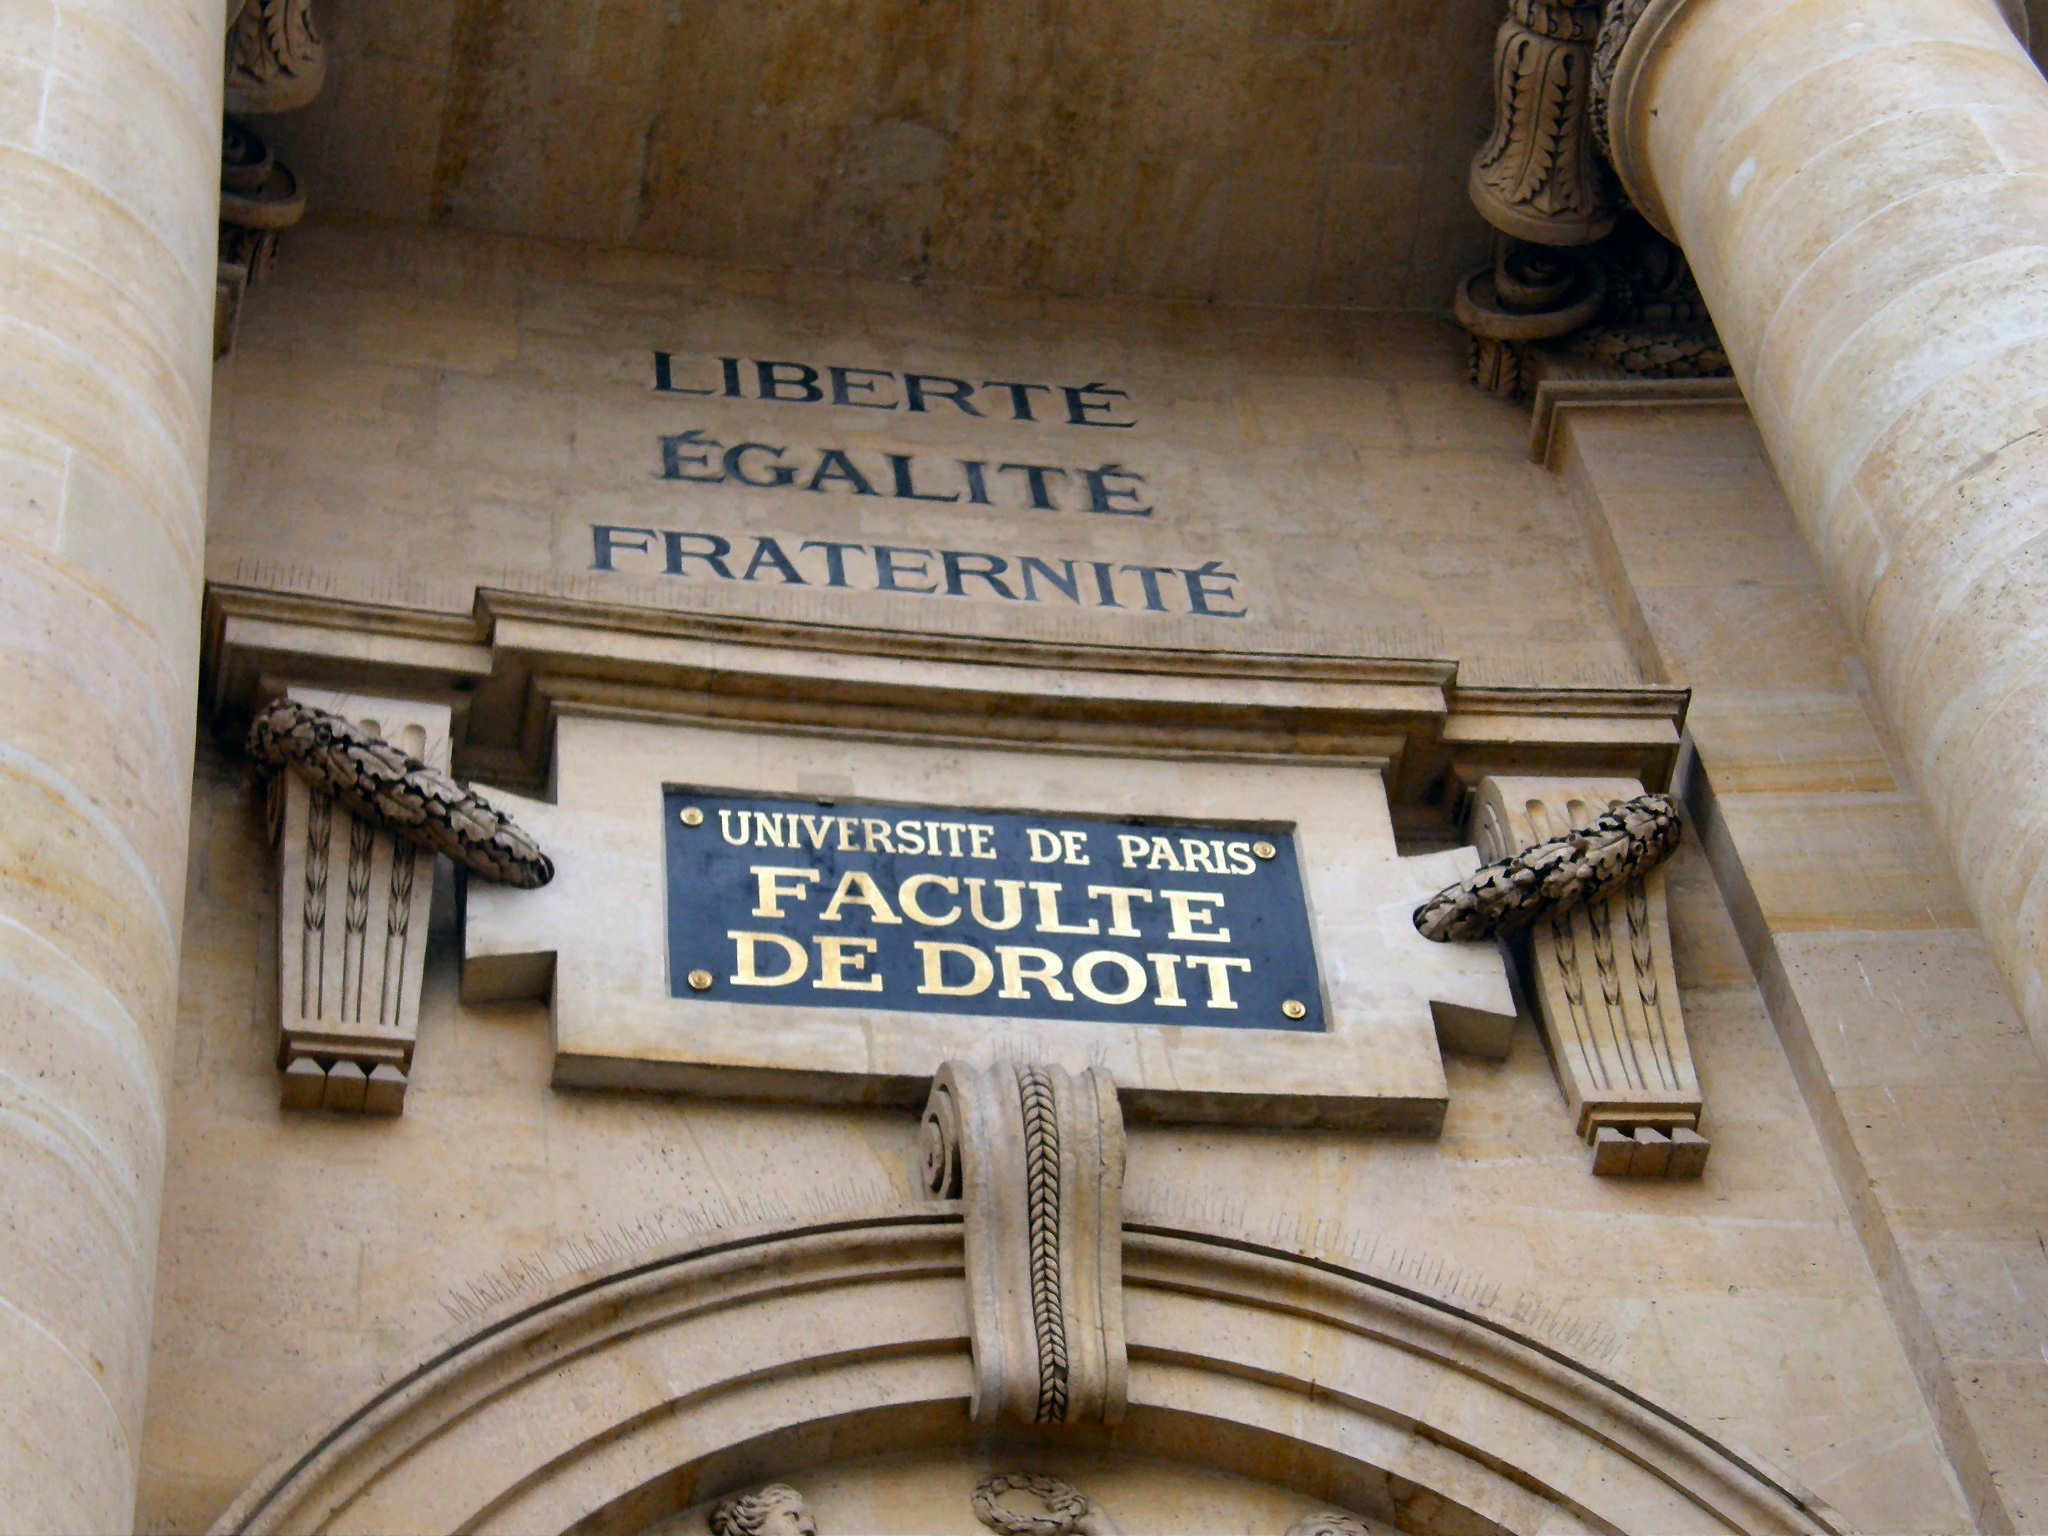 LIBERTÉ
ÉGALITÉ
FRATERNITÉ
UNIVERSITE DE PARIS
FACULTE
DE DROIT